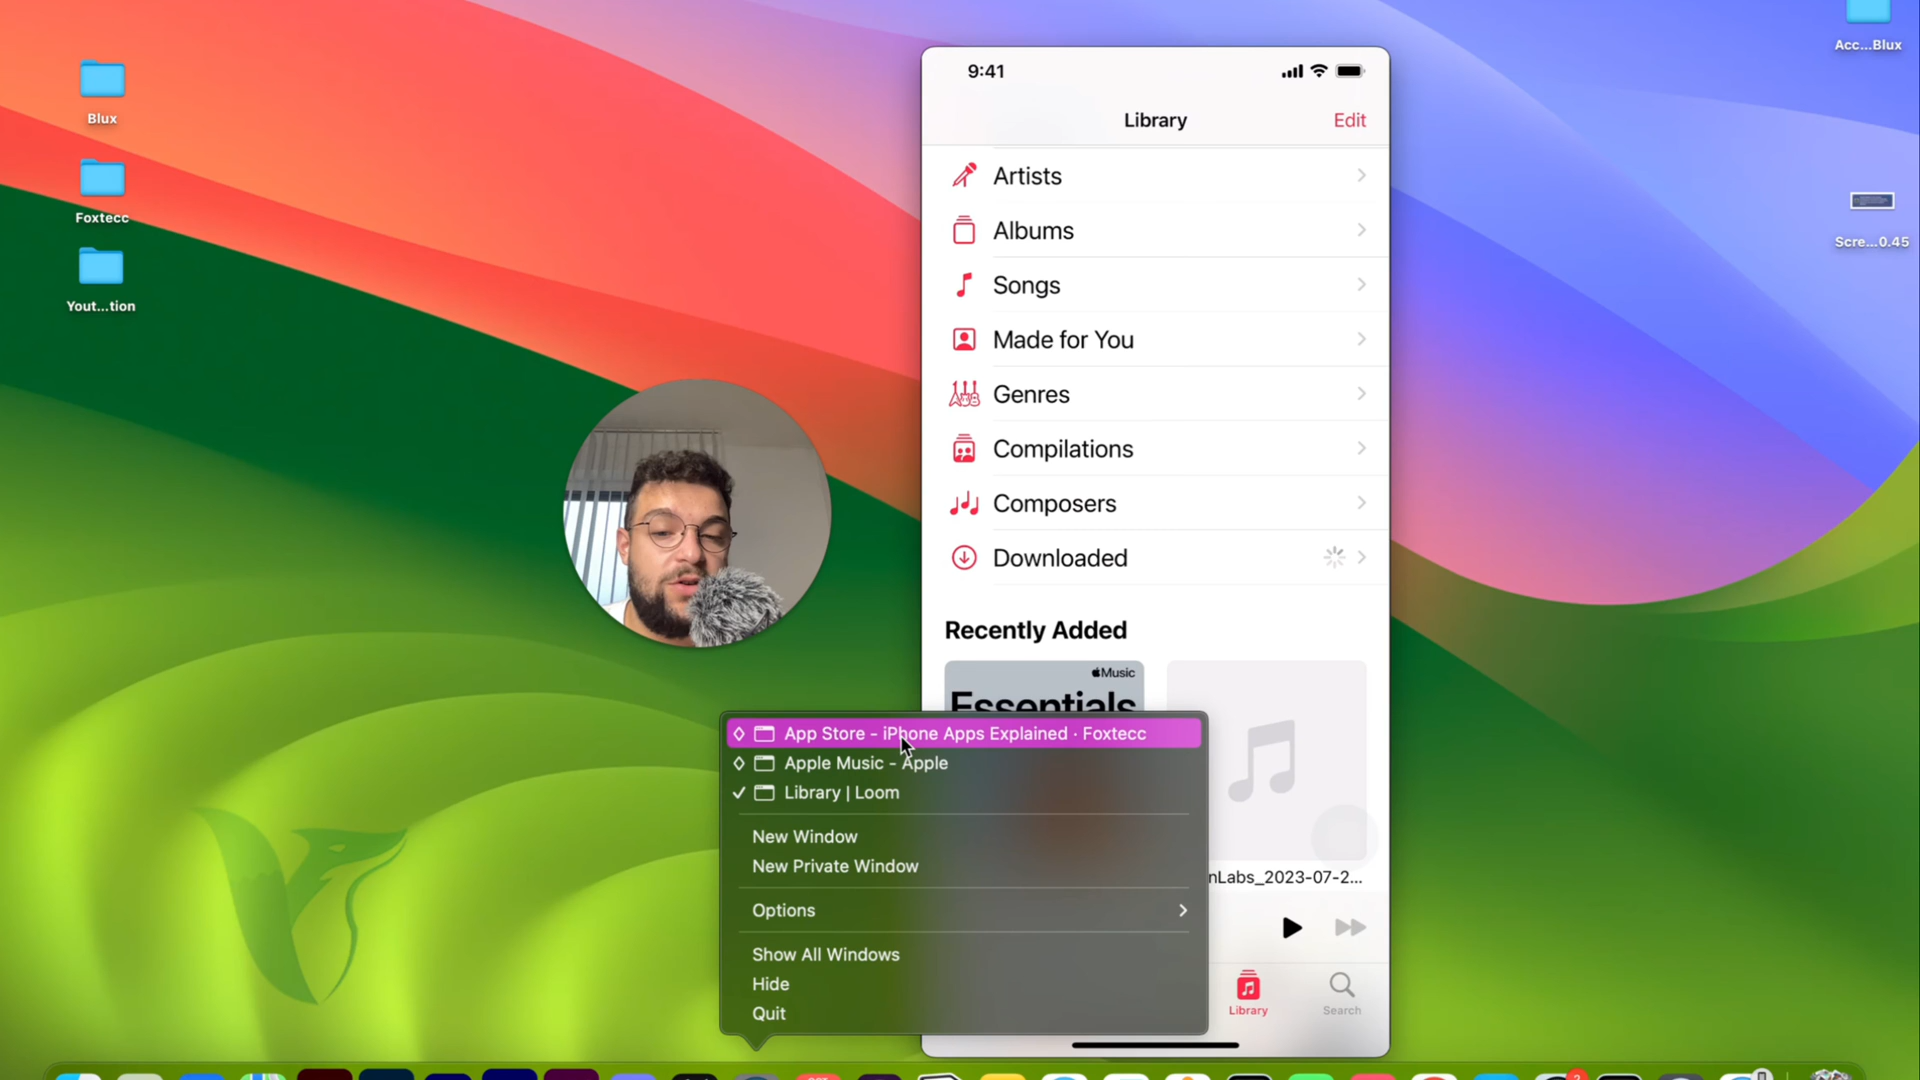 Blux
Foxtecc
Yout...tion
Acc...Blux
Scre...0.45
9:41
Library
Edit
Artists
Albums
Songs
Made for You
Genres
Compilations
Composers
Downloaded
Recently Added
Music
Essentials
App Store - iPhone Apps Explained · Foxtecc
Apple Music - Apple
Library | Loom
New Window
New Private Window
Options
Show All Windows
Hide
Quit
nLabs_2023-07-2...
Library
Search